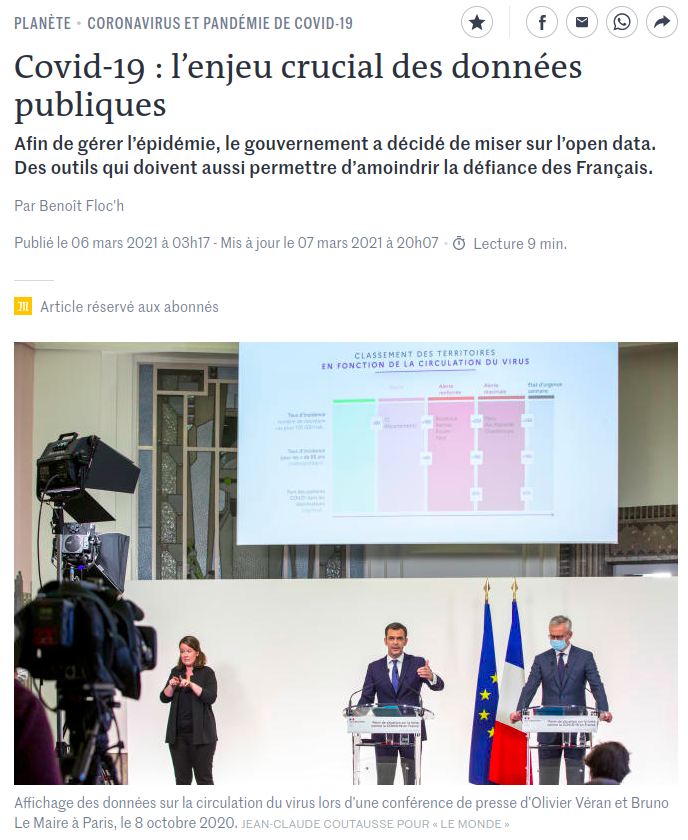 PLANÈTE • CORONAVIRUS ET PANDÉMIE DE COVID-19
Covid-19 : l’enjeu crucial des données
publiques
Afin de gérer l’épidémie, le gouvernement a décidé de miser sur l’open data.
Des outils qui doivent aussi permettre d’amoindrir la défiance des Français.
Par Benoît Floc’h
Publié le 06 mars 2021 à 03h17 - Mis à jour le 07 mars 2021 à 20h07 • Lecture 9 min.
Article réservé aux abonnés
CLASSEMENT DES TERRITOIRES
EN FONCTION DE LA CIRCULATION DU VIRUS
Alerte
renforcée
Alerte
maximale
État d'urgence
sanitaire
Taux d'incidence
Taux d'incidence
Affichage des données sur la circulation du virus lors d’une conférence de presse d’Olivier Véran et Bruno
Le Maire à Paris, le 8 octobre 2020. JEAN-CLAUDE COUTAUSSE POUR « LE MONDE »